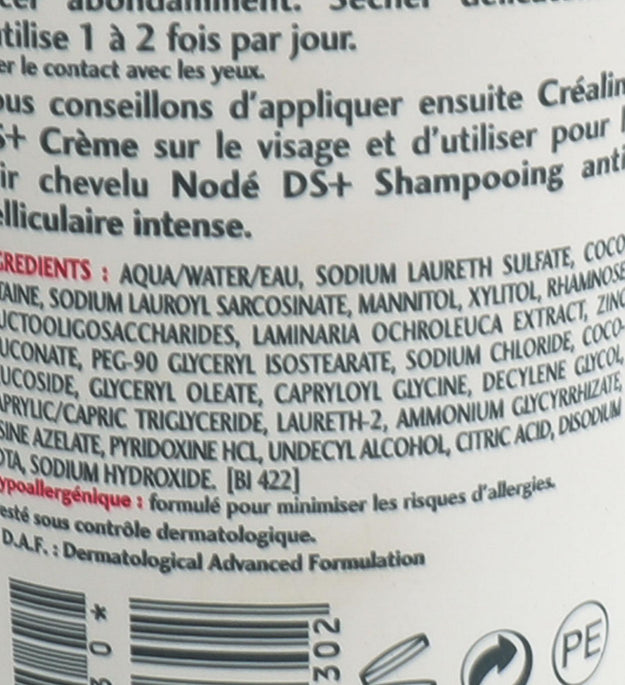 abondamment. Sécher
utilise 1 à 2 fois par jour.
er le contact avec les yeux.
ous conseillons d'appliquer ensuite Créalin
S+ Crème sur le visage et d'utiliser pour l
ir chevelu Nodé DS+ Shampooing anti
elliculaire intense.
GREDIENTS : AQUA/WATER/EAU, SODIUM LAURETH SULFATE, COCO
TAINE, SODIUM LAUROYL SARCOSINATE, MANNITOL, XYLITOL, RHAMNOSE
UCTOOLIGOSACCHARIDES, LAMINARIA OCHROLEUCA EXTRACT, ZINC
UCONATE, PEG-90 GLYCERYL ISOSTEARATE, SODIUM CHLORIDE, COCO-
UCOSIDE, GLYCERYL OLEATE, CAPRYLOYL GLYCINE, DECYLENE GLYCOL,
APRYLIC/CAPRIC TRIGLYCERIDE, LAURETH-2, AMMONIUM GLYCYRRHIZATE,
SINE AZELATE, PYRIDOXINE HCL, UNDECYL ALCOHOL, CITRIC ACID, DISODIUM
DTA, SODIUM HYDROXIDE. [BI 422]
ypoallergénique : formulé pour minimiser les risques d'allergies.
esté sous contrôle dermatologique.
D.A.F. : Dermatological Advanced Formulation
PE
302